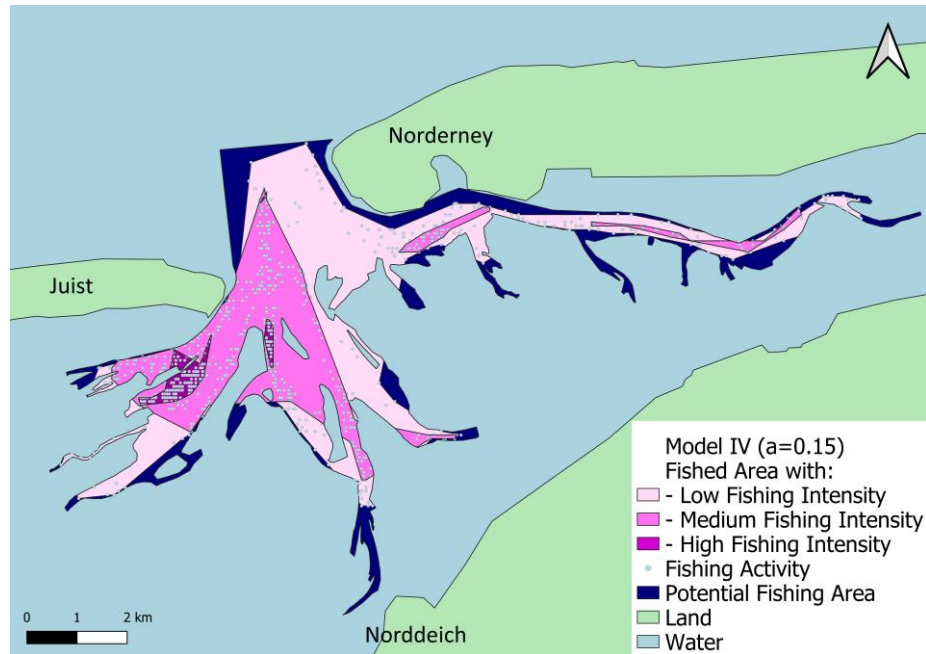 Norderney
Juist
Model IV (a=0.15)
Fished Area with:
- Low Fishing Intensity
- Medium Fishing Intensity
- High Fishing Intensity
Fishing Activity
Potential Fishing Area
Land
Water
0 1 2 km
Norddeich